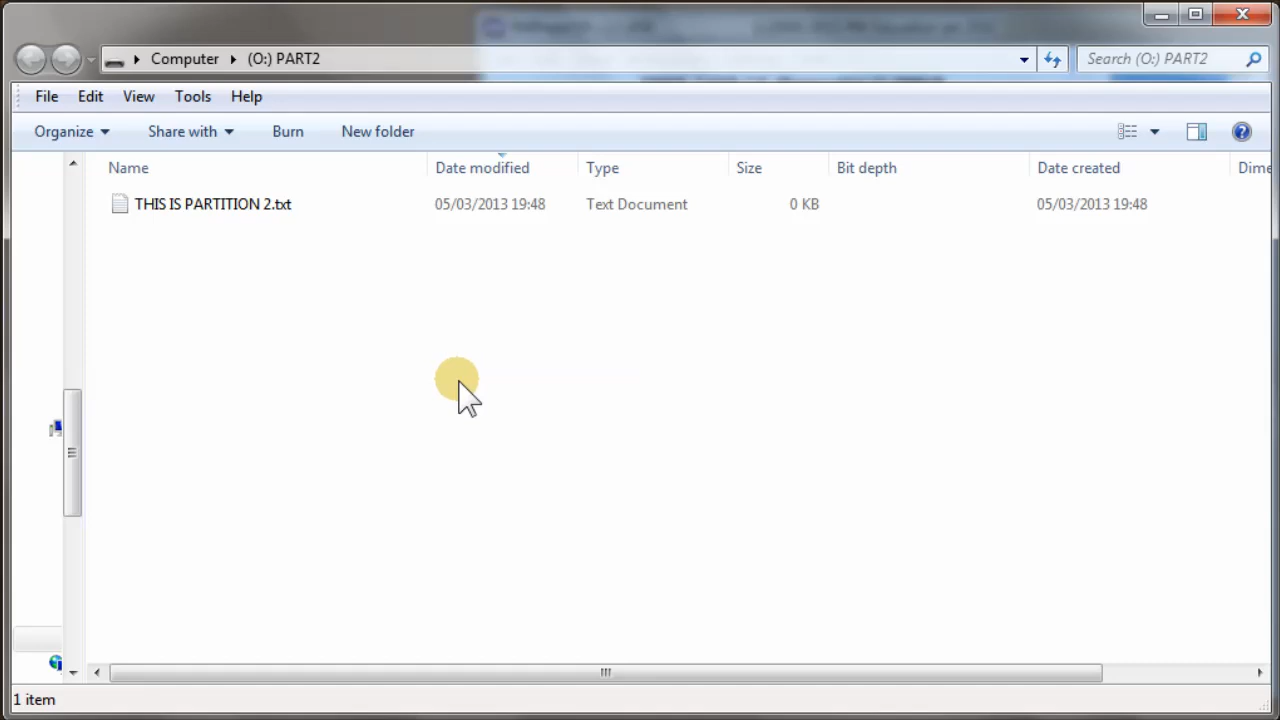 Computer (O:) PART2 Search (O:) PART2
File Edit View Tools Help
Organize Share with Burn New folder
Name Date modified Type Size Bit depth Date created Dime
THIS IS PARTITION 2.txt 05/03/2013 19:48 Text Document 0 KB 05/03/2013 19:48
1 item